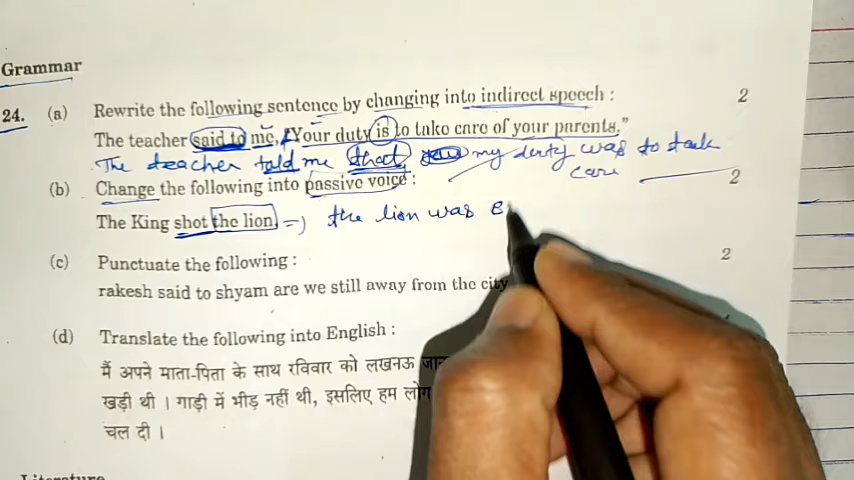 Grammar
24. (a) Rewrite the following sentence by changing into indirect speech : 2
The teacher said to me, "Your duty is to take care of your parents."
The teacher told me that my duty was to take
care
(b) Change the following into passive voice : 2
The King shot the lion. => the lion was s
(c) Punctuate the following : 2
rakesh said to shyam are we still away from the city
(d) Translate the following into English :
मैं अपने माता-पिता के साथ रविवार को लखनऊ
खड़ी थी । गाड़ी में भीड़ नहीं थी, इसलिए हम लोग
चल दी ।
Literature